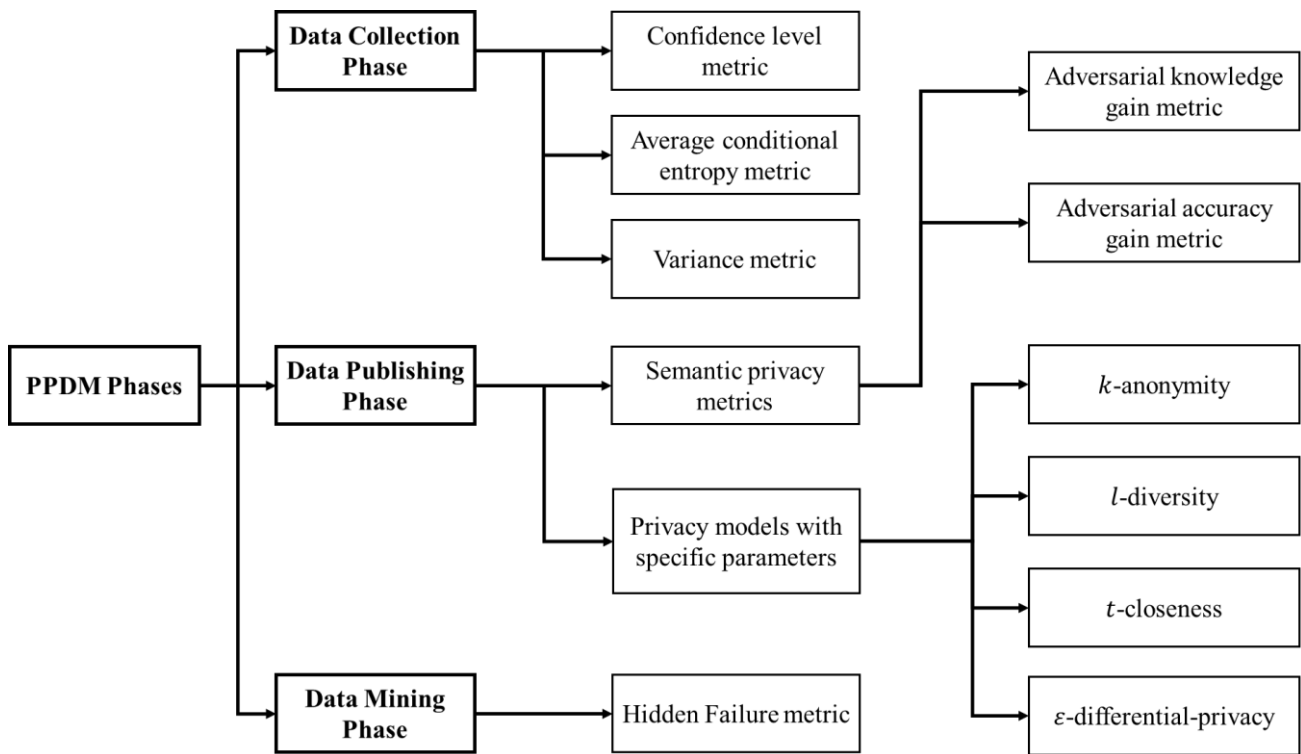 Data Collection
Phase
Confidence level
metric
Adversarial knowledge
gain metric
Average conditional
entropy metric
Adversarial accuracy
gain metric
Variance metric
PPDM Phases
Data Publishing
Phase
Semantic privacy
metrics
k-anonymity
l-diversity
Privacy models with
specific parameters
t-closeness
Data Mining
Phase
Hidden Failure metric
ε-differential-privacy